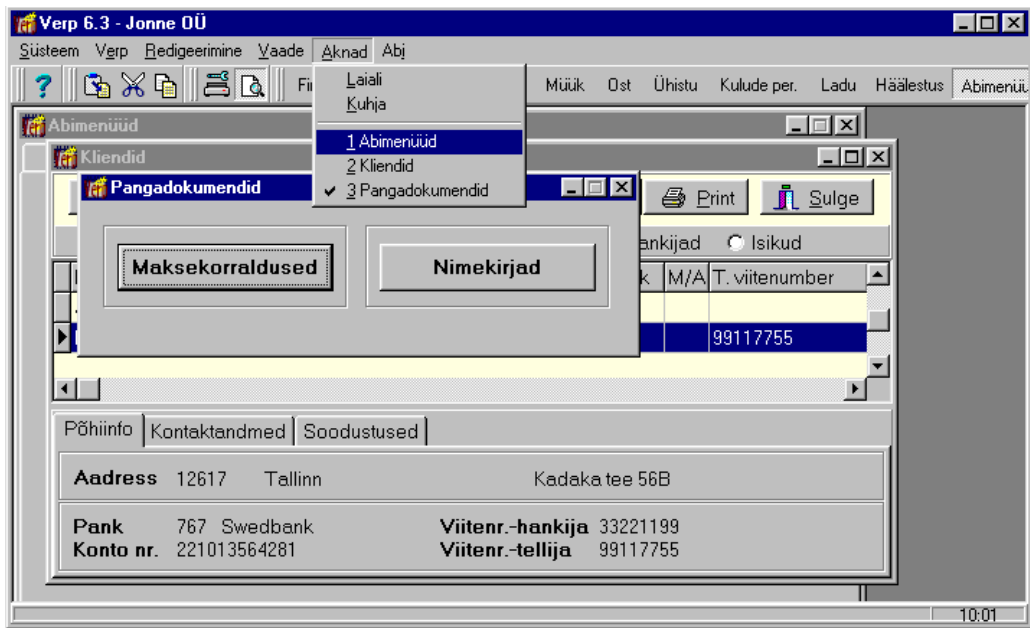 Verp 6.3 - Jonne OÜ
Süsteem Verp Redigeerimine Vaade Aknad Abi
Müük Ost Ühistu Kulude per. Ladu Häälestus
Laiali
Kuhja
1 Abimenüüd
2 Kliendid
✓ 3 Pangadokumendid
Abimenüüd
Kliendid
Pangadokumendid
Print Sulge
Isikud
Maksekorraldused Nimekirjad
M/A T. viitenumber
99117755
Põhiinfo Kontaktandmed Soodustused
Aadress 12617 Tallinn Kadaka tee 56B
Pank 767 Swedbank Viitenr.-hankija 33221199
Konto nr. 221013564281 Viitenr.-tellija 99117755
10:01